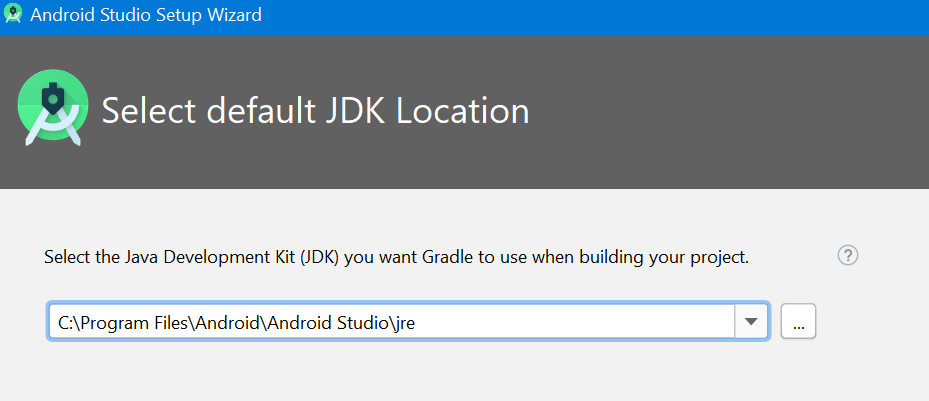 Android Studio Setup Wizard
Select default JDK Location
Select the Java Development Kit (JDK) you want Gradle to use when building your project.
?
C:\Program Files\Android\Android Studio\jre
...